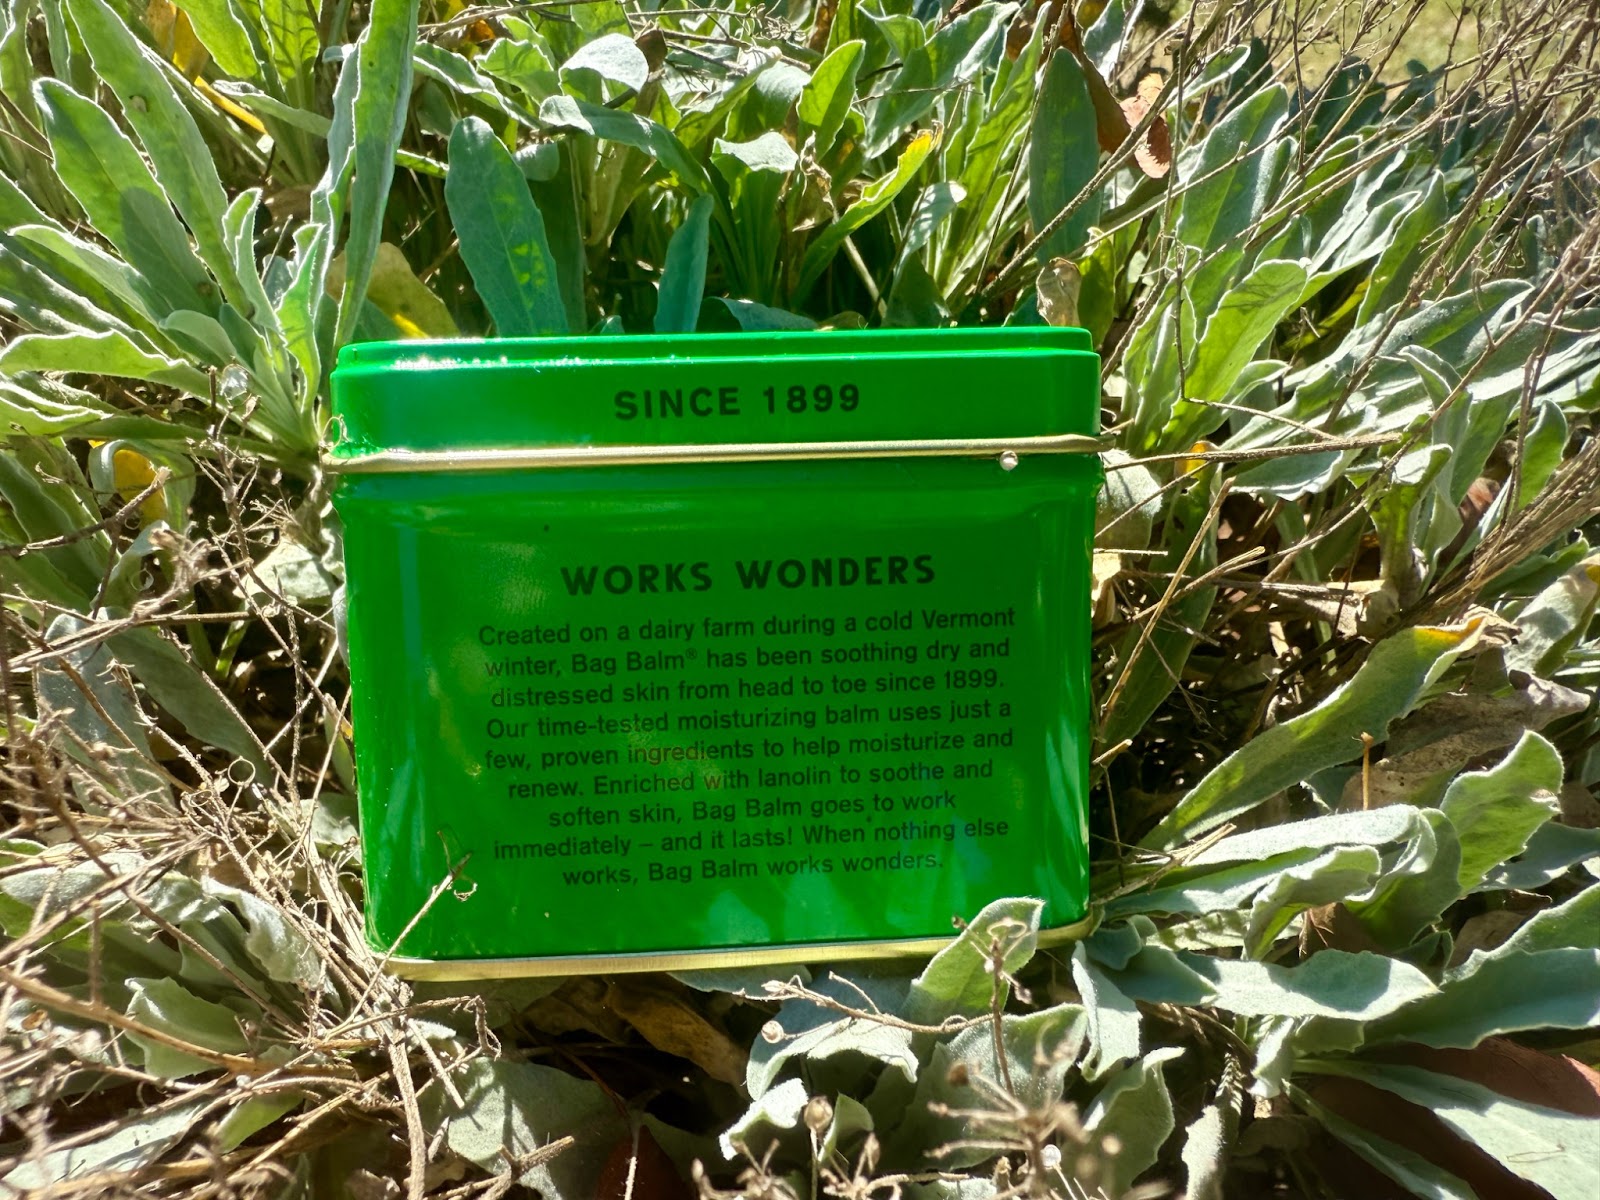 SINCE 1899
WORKS WONDERS
Created on a dairy farm during a cold Vermont
winter, Bag Balm® has been soothing dry and
distressed skin from head to toe since 1899.
Our time-tested moisturizing balm uses just a
few, proven ingredients to help moisturize and
renew. Enriched with lanolin to soothe and
soften skin, Bag Balm goes to work
immediately – and it lasts! When nothing else
works, Bag Balm works wonders.